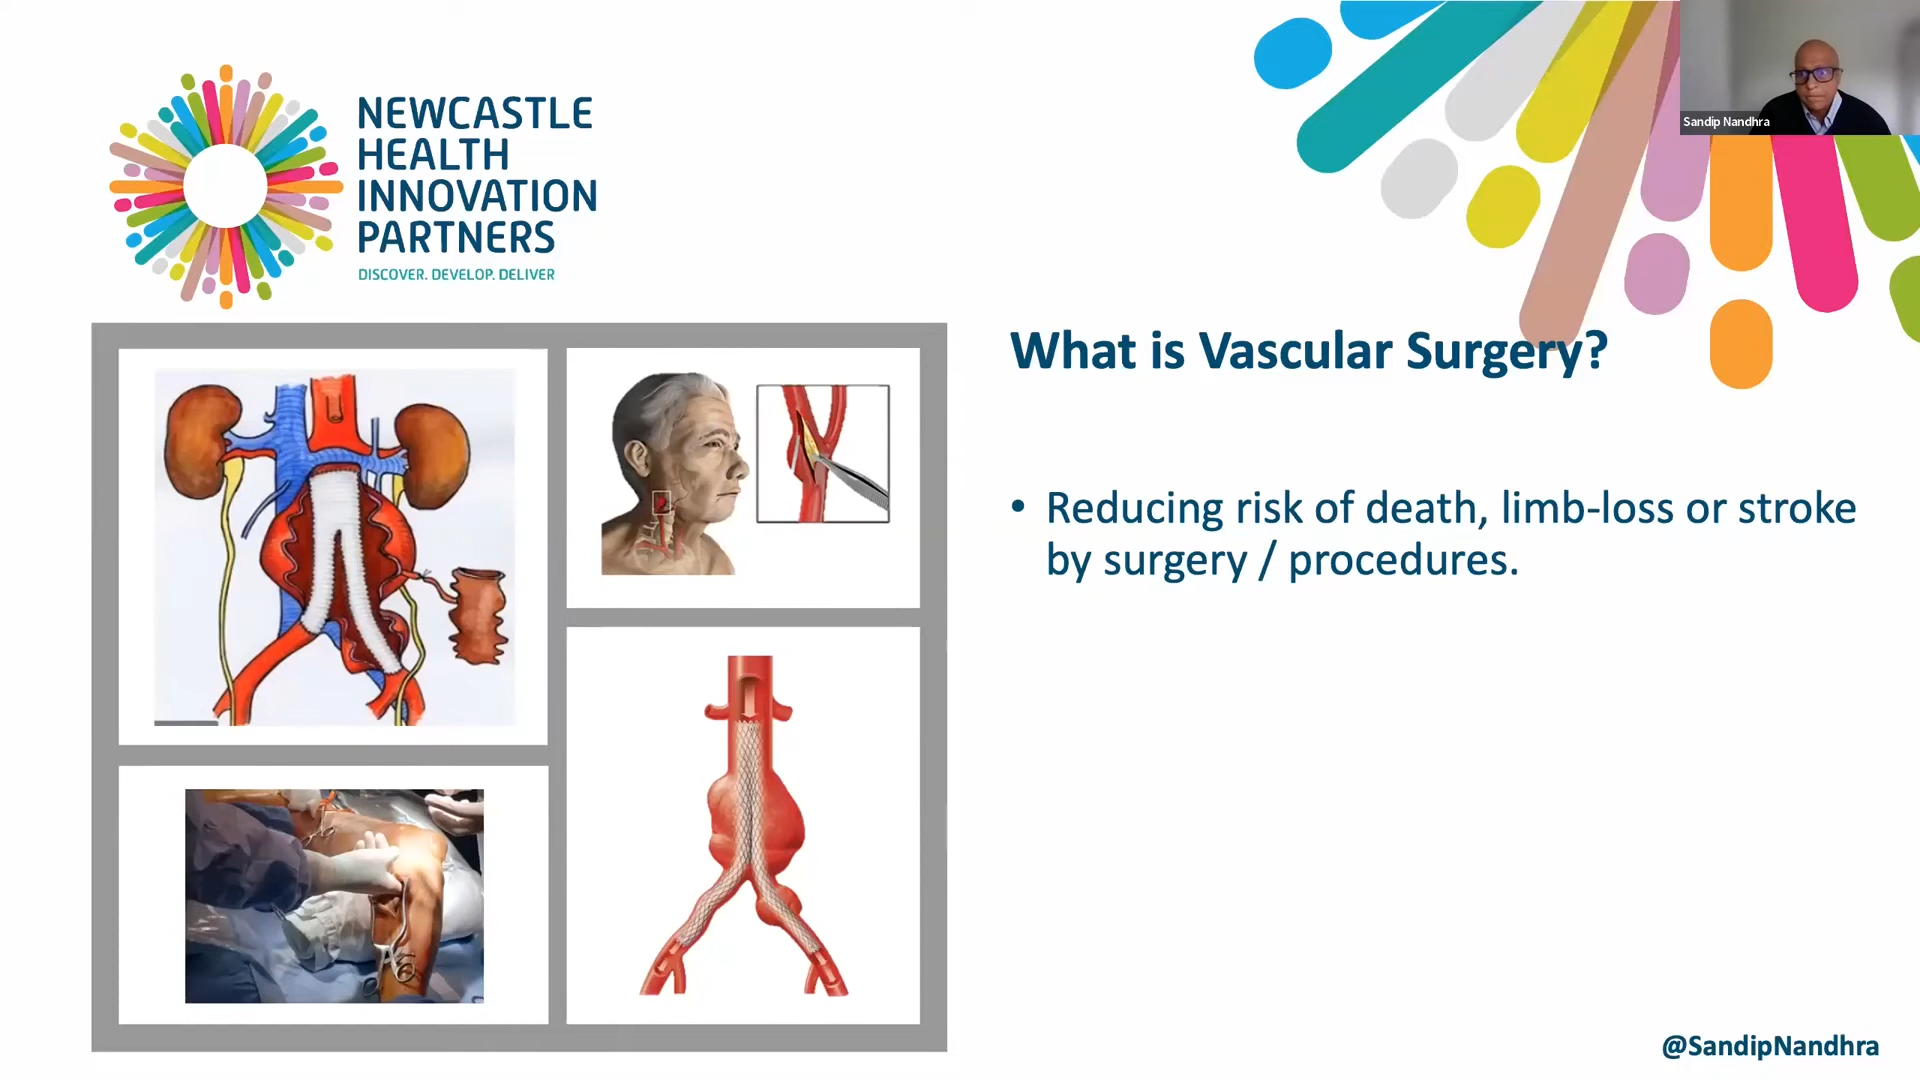 NEWCASTLE
HEALTH
INNOVATION
PARTNERS
DISCOVER. DEVELOP. DELIVER
Sandip Nandhra
What is Vascular Surgery?
• Reducing risk of death, limb-loss or stroke
by surgery / procedures.
@SandipNandhra